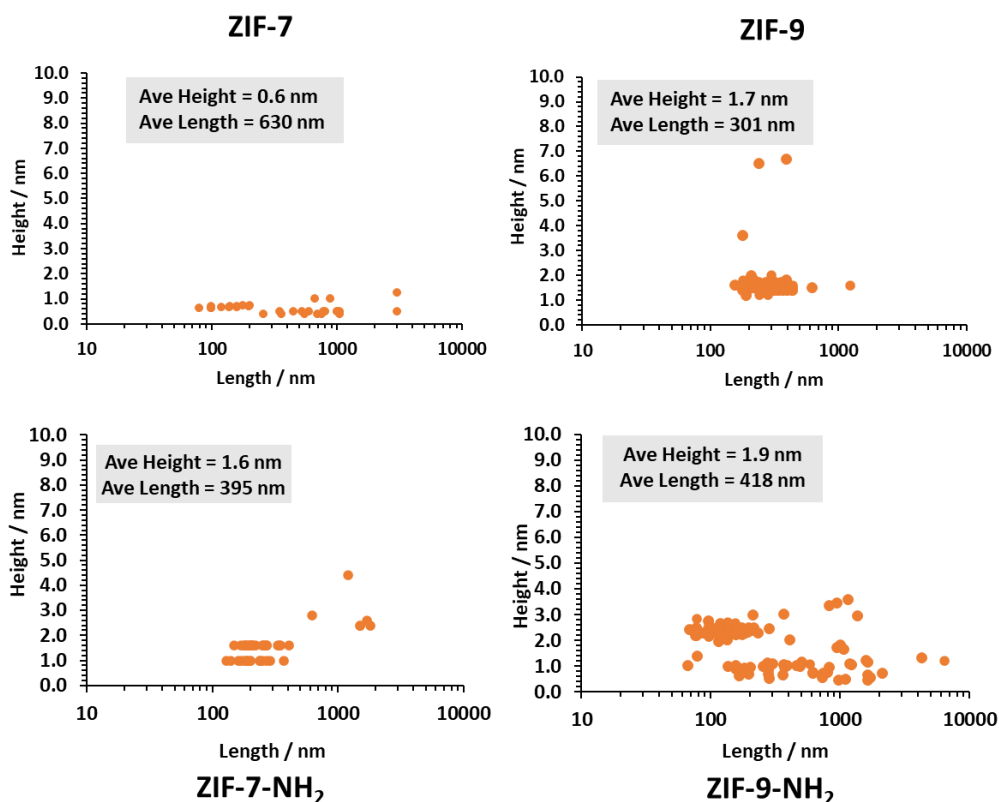 ZIF-7
Ave Height = 0.6 nm
Ave Length = 630 nm
Height / nm
10.0
9.0
8.0
7.0
6.0
5.0
4.0
3.0
2.0
1.0
0.0
10 100 1000 10000
Length / nm
ZIF-9
Ave Height = 1.7 nm
Ave Length = 301 nm
Height / nm
10.0
9.0
8.0
7.0
6.0
5.0
4.0
3.0
2.0
1.0
0.0
10 100 1000 10000
Length / nm
Ave Height = 1.6 nm
Ave Length = 395 nm
Height / nm
10.0
9.0
8.0
7.0
6.0
5.0
4.0
3.0
2.0
1.0
0.0
10 100 1000 10000
Length / nm
ZIF-7-NH₂
Ave Height = 1.9 nm
Ave Length = 418 nm
Height / nm
10.0
9.0
8.0
7.0
6.0
5.0
4.0
3.0
2.0
1.0
0.0
10 100 1000 10000
Length / nm
ZIF-9-NH₂